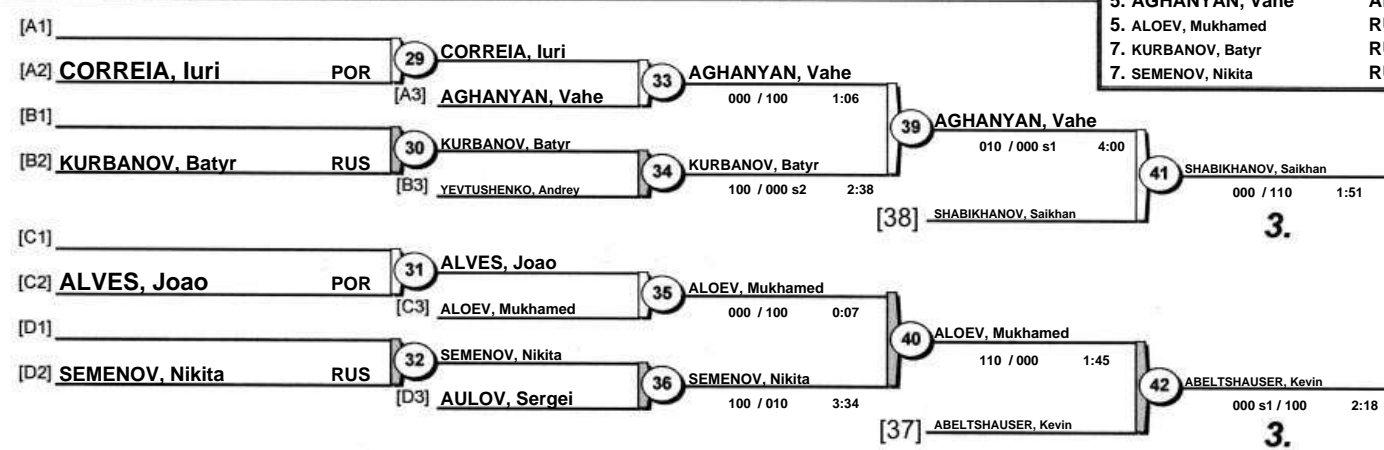 5. AGHANYAN, Vahe
5. ALOEV, Mukhamed
7. KURBANOV, Batyr
7. SEMENOV, Nikita
[A1]
[A2] CORREIA, Iuri POR
29
CORREIA, Iuri
[A3] AGHANYAN, Vahe
33
AGHANYAN, Vahe
000 / 100 1:06
[B1]
[B2] KURBANOV, Batyr RUS
30
KURBANOV, Batyr
[B3] YEVTUSHENKO, Andrey
34
KURBANOV, Batyr
100 / 000 s2 2:38
39
AGHANYAN, Vahe
010 / 000 s1 4:00
[38] SHABIKHANOV, Saikhan
41
SHABIKHANOV, Saikhan
000 / 110 1:51
3.
[C1]
[C2] ALVES, Joao POR
31
ALVES, Joao
[C3] ALOEV, Mukhamed
35
ALOEV, Mukhamed
000 / 100 0:07
[D1]
[D2] SEMENOV, Nikita RUS
32
SEMENOV, Nikita
[D3] AULOV, Sergei
36
SEMENOV, Nikita
100 / 010 3:34
40
ALOEV, Mukhamed
110 / 000 1:45
[37] ABELTSHAUSER, Kevin
42
ABELTSHAUSER, Kevin
000 s1 / 100 2:18
3.